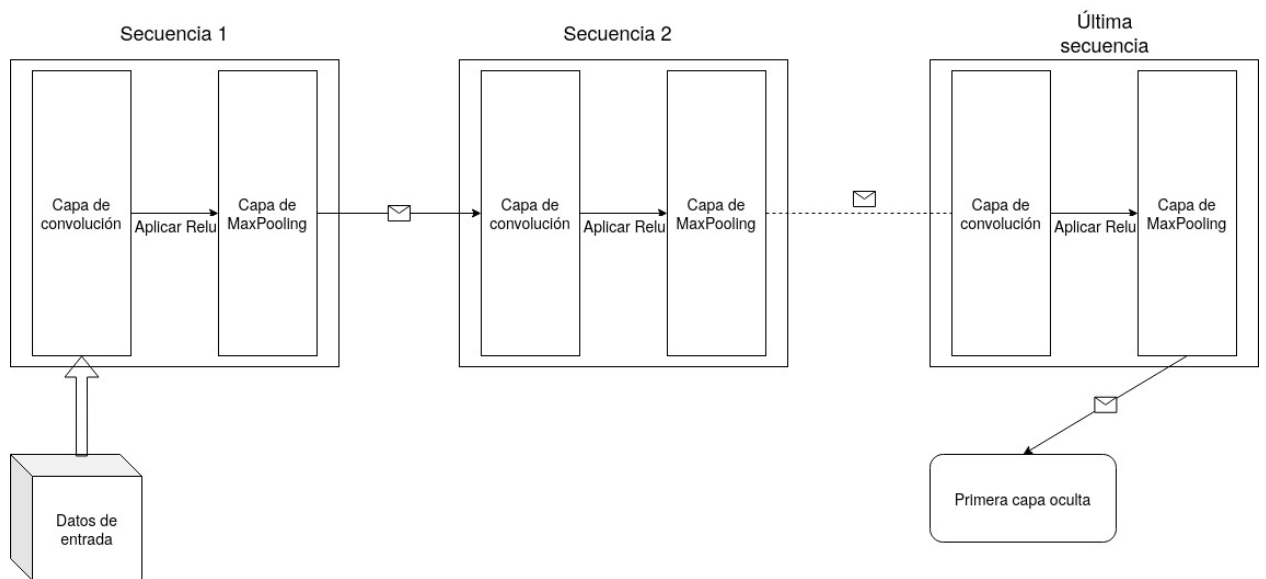 Secuencia 1
Secuencia 2
Última
secuencia
Capa de
convolución
Aplicar Relu
Capa de
MaxPooling
Capa de
convolución
Aplicar Relu
Capa de
MaxPooling
Capa de
convolución
Aplicar Relu
Capa de
MaxPooling
Datos de
entrada
Primera capa oculta